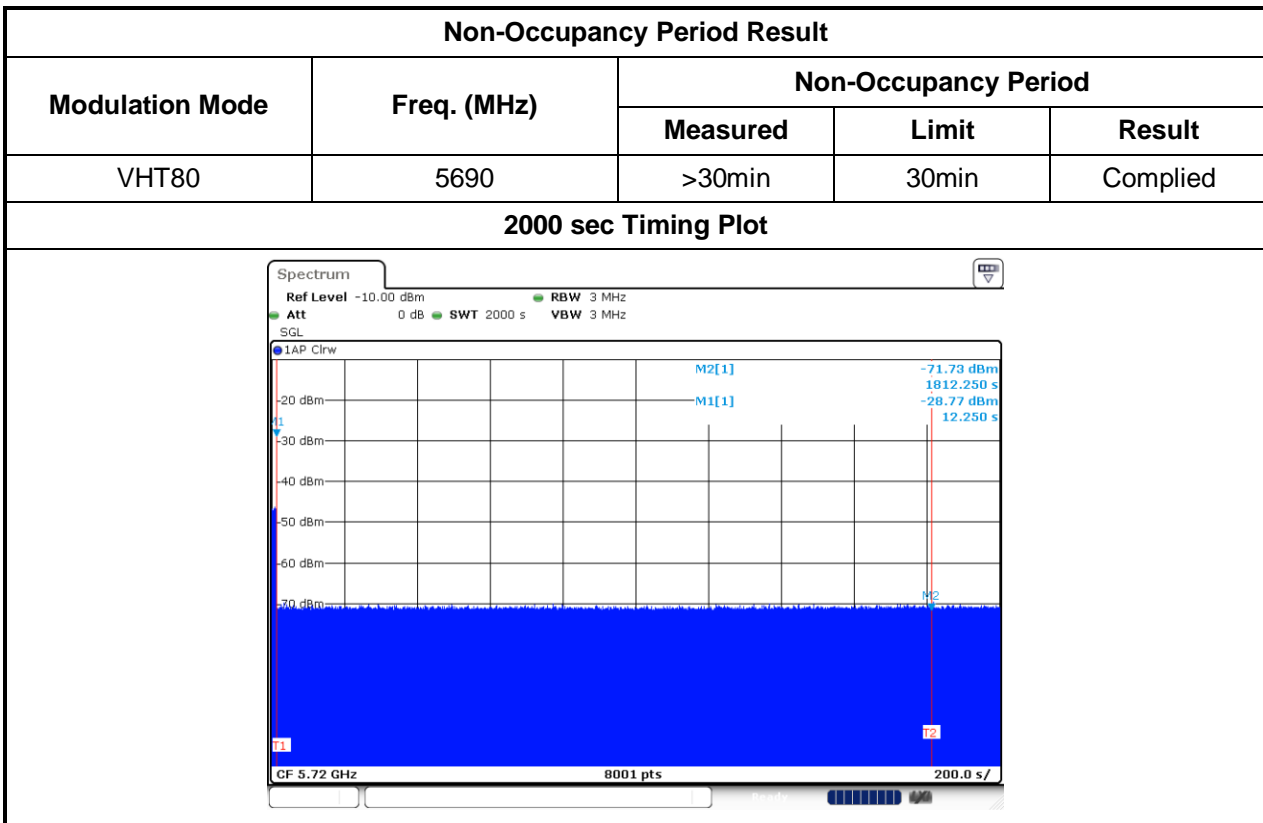 Non-Occupancy Period Result
Modulation Mode
Freq. (MHz)
Non-Occupancy Period
Measured
Limit
Result
VHT80
5690
>30min
30min
Complied
2000 sec Timing Plot
Spectrum
Ref Level -10.00 dBm
RBW 3 MHz
Att 0 dB
SWT 2000 s
VBW 3 MHz
SGL
1AP Clrw
M2[1] -71.73 dBm
1812.250 s
M1[1] -28.77 dBm
12.250 s
-20 dBm
M1
-30 dBm
-40 dBm
-50 dBm
-60 dBm
-70 dBm
M2
T1
T2
CF 5.72 GHz
8001 pts
200.0 s/